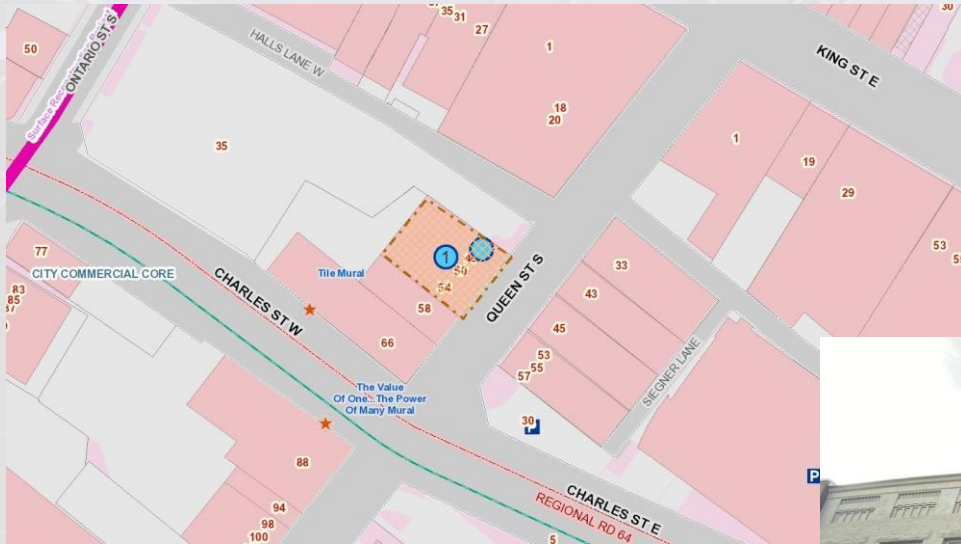 50
ONTARIO ST S
35
31
27
HALLS LANE W
1
18
20
30
KING ST E
35
1
19
29
53
77
CITY COMMERCIAL CORE
83
85
87
CHARLES ST W
Tile Mural
1
50
54
58
66
QUEEN ST S
33
43
45
53
55
57
SIEGNER LANE
The Value
Of One... The Power
Of Many Mural
30
P
P
88
94
98
100
CHARLES ST E
REGIONAL RD 64
5